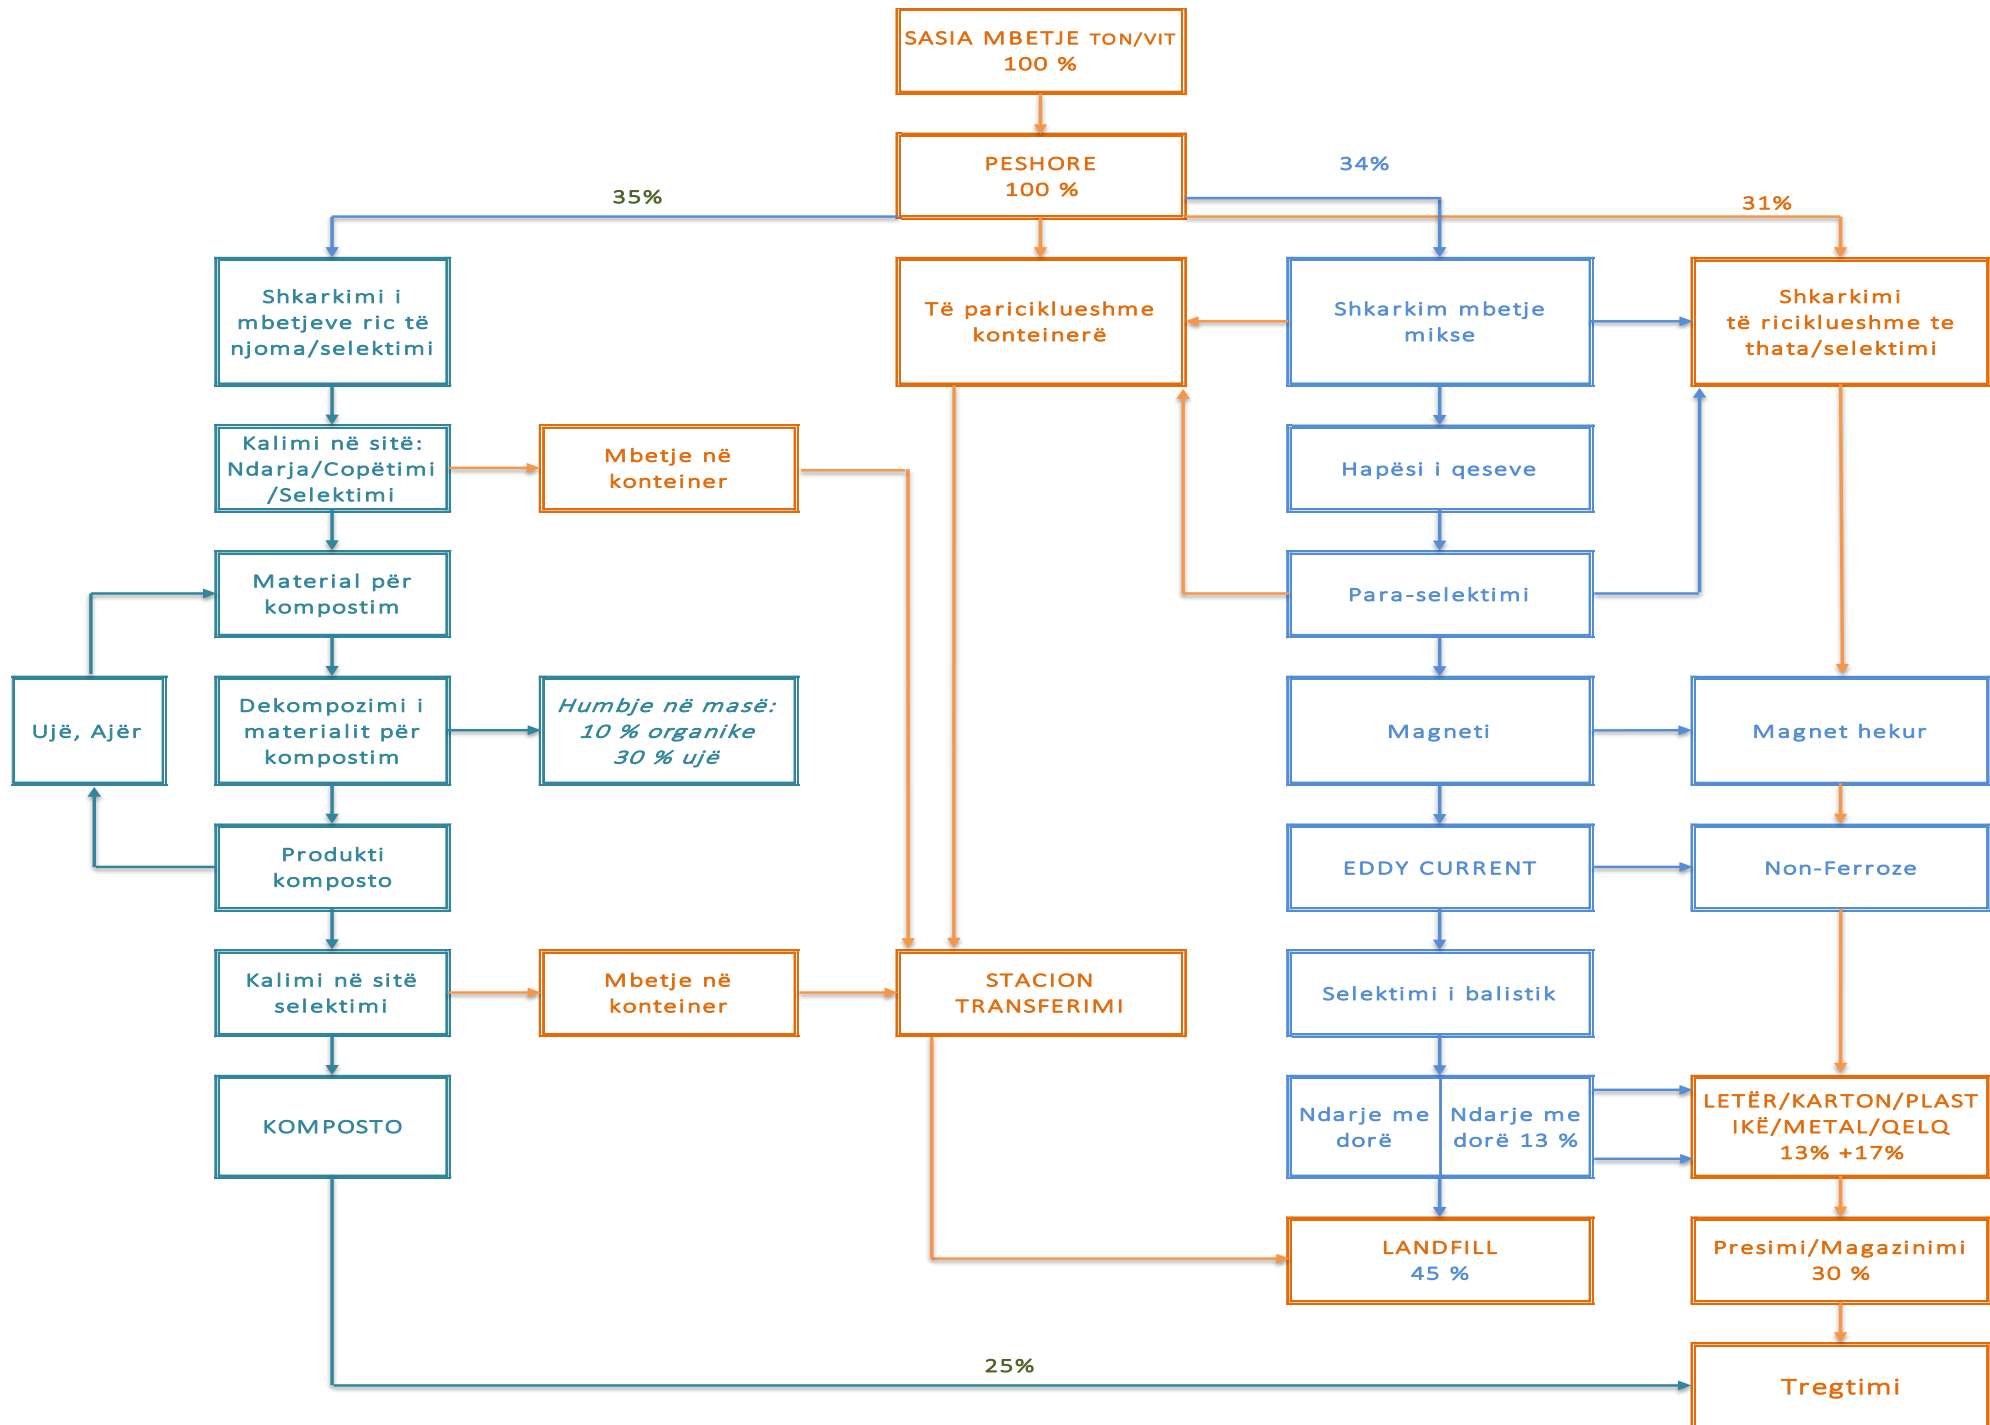 SASIA MBETJE TON/VIT
100 %
PESHORE
100 %
34%
35%
31%
Shkarkimi i
mbetjeve ric të
njoma/selektimi
Të pariciklueshme
konteinerë
Shkarkim mbetje
mikse
Shkarkimi
të riciklueshme te
thata/selektimi
Kalimi në sitë:
Ndarja/Copëtimi
/Selektimi
Mbetje në
konteiner
Hapësi i qeseve
Material për
kompostim
Para-selektimi
Ujë, Ajër
Dekompozimi i
materialit për
kompostim
Humbje në masë:
10 % organike
30 % ujë
Magneti
Magnet hekur
Produkti
komposto
EDDY CURRENT
Non-Ferroze
Kalimi në sitë
selektimi
Mbetje në
konteiner
STACION
TRANSFERIMI
Selektimi i balistik
KOMPOSTO
Ndarje me
dorë
Ndarje me
dorë 13 %
LETËR/KARTON/PLAST
IKË/METAL/QELQ
13% +17%
LANDFILL
45 %
Presimi/Magazinimi
30 %
25%
Tregtimi